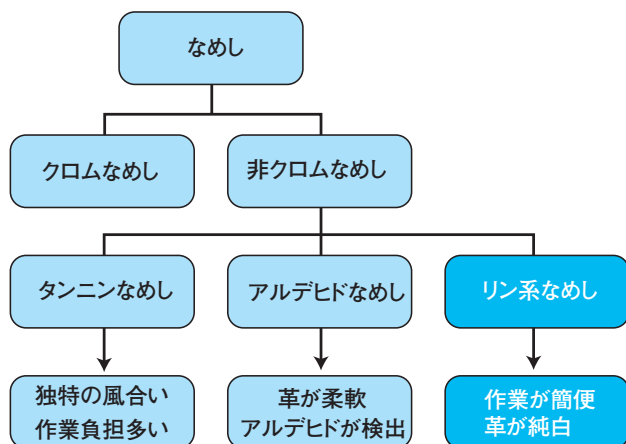 なめし
クロムなめし
非クロムなめし
タンニンなめし
アルデヒドなめし
リン系なめし
独特の風合い
作業負担多い
革が柔軟
アルデヒドが検出
作業が簡便
革が純白